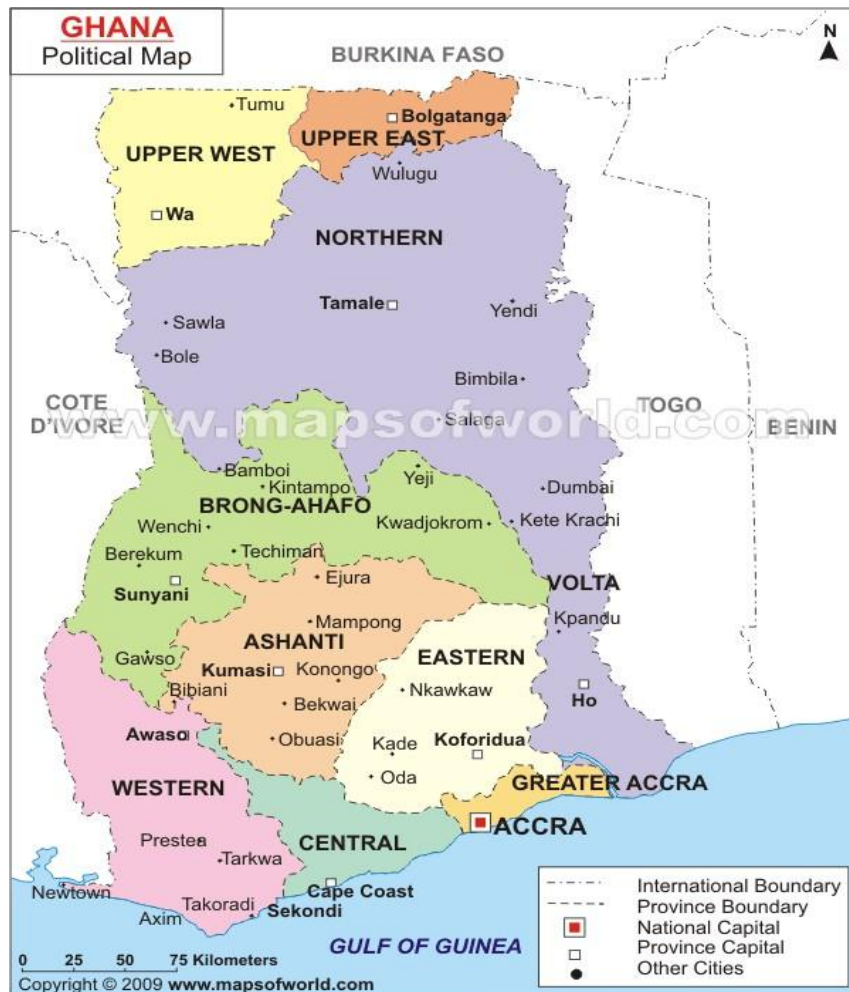 GHANA
Political Map
BURKINA FASO
N
Tumu
Bolgatanga
UPPER EAST
UPPER WEST
Wulugu
Wa
NORTHERN
Tamale
Yendi
Sawla
Bole
Bimbila
COTE
D'IVORE
TOGO
BENIN
www.mapsofworld.com
Salaga
Bamboi
Yeji
Kintampo
Dumbai
BRONG-AHAFO
Wenchi
Kwadjokrom
Kete Krachi
Berekum
Techiman
Ejura
VOLTA
Sunyani
Mampong
Kpandu
ASHANTI
EASTERN
Gawso
Kumasi
Konongo
Bibiani
Nkawkaw
Ho
Bekwai
Awaso
Obuasi
Kade
Koforidua
Oda
WESTERN
GREATER ACCRA
ACCRA
Prestea
CENTRAL
Tarkwa
Newtown
Cape Coast
Takoradi
Sekondi
Axim
GULF OF GUINEA
International Boundary
Province Boundary
National Capital
Province Capital
Other Cities
0 25 50 75 Kilometers
Copyright © 2009 www.mapsofworld.com